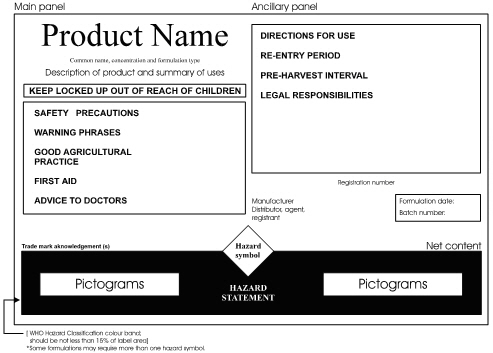 Main panel
Ancillary panel
Product Name
Common name, concentration and formulation type
Description of product and summary of uses
KEEP LOCKED UP OUT OF REACH OF CHILDREN
SAFETY PRECAUTIONS
WARNING PHRASES
GOOD AGRICULTURAL
PRACTICE
FIRST AID
ADVICE TO DOCTORS
DIRECTIONS FOR USE
RE-ENTRY PERIOD
PRE-HARVEST INTERVAL
LEGAL RESPONSIBILITIES
Registration number
Manufacturer
Distributor, agent,
registrant
Formulation date:
Batch number:
Trade mark aknowledgement (s)
Hazard
symbol
Net content
Pictograms
HAZARD
STATEMENT
Pictograms
[ WHO Hazard Classification colour band;
should be not less than 15% of label area]
*Some formulations may require more than one hazard symbol.